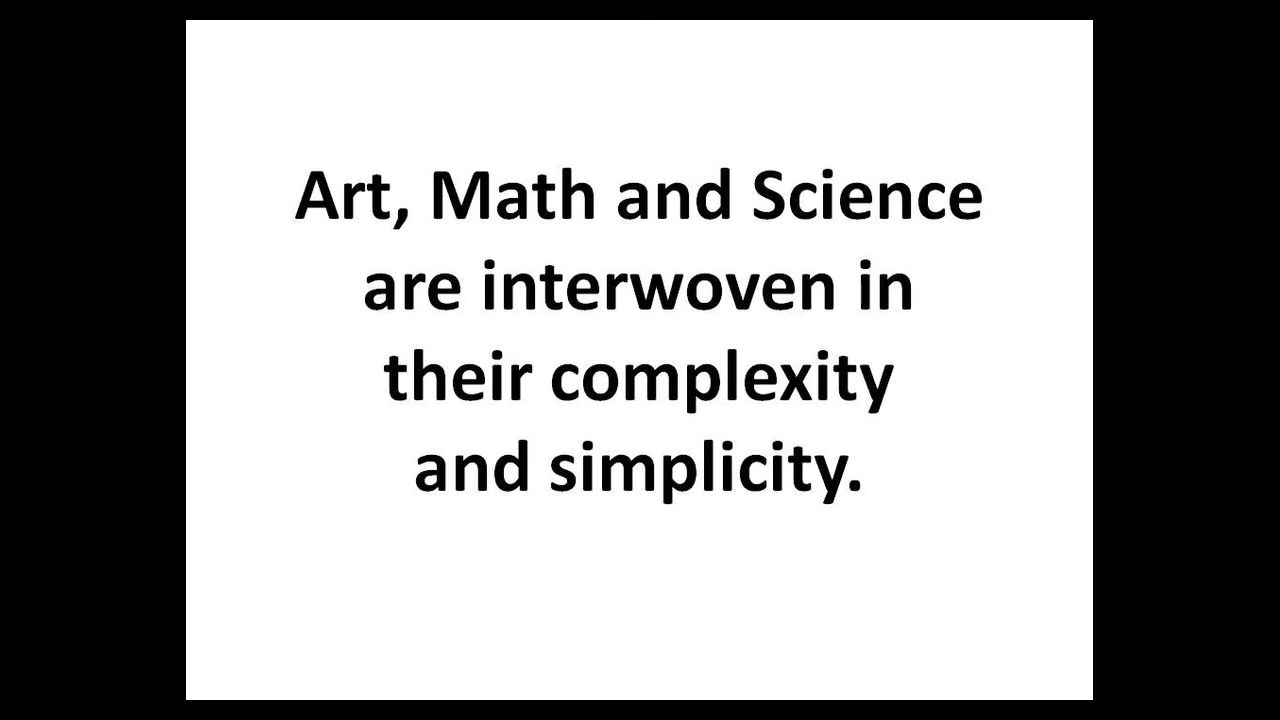 Art, Math and Science
are interwoven in
their complexity
and simplicity.